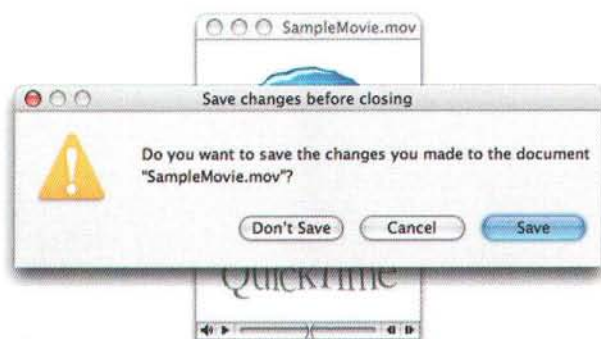 SampleMovie.mov
Save changes before closing
Do you want to save the changes you made to the document
"SampleMovie.mov"?
Don't Save
Cancel
Save
QuickTime